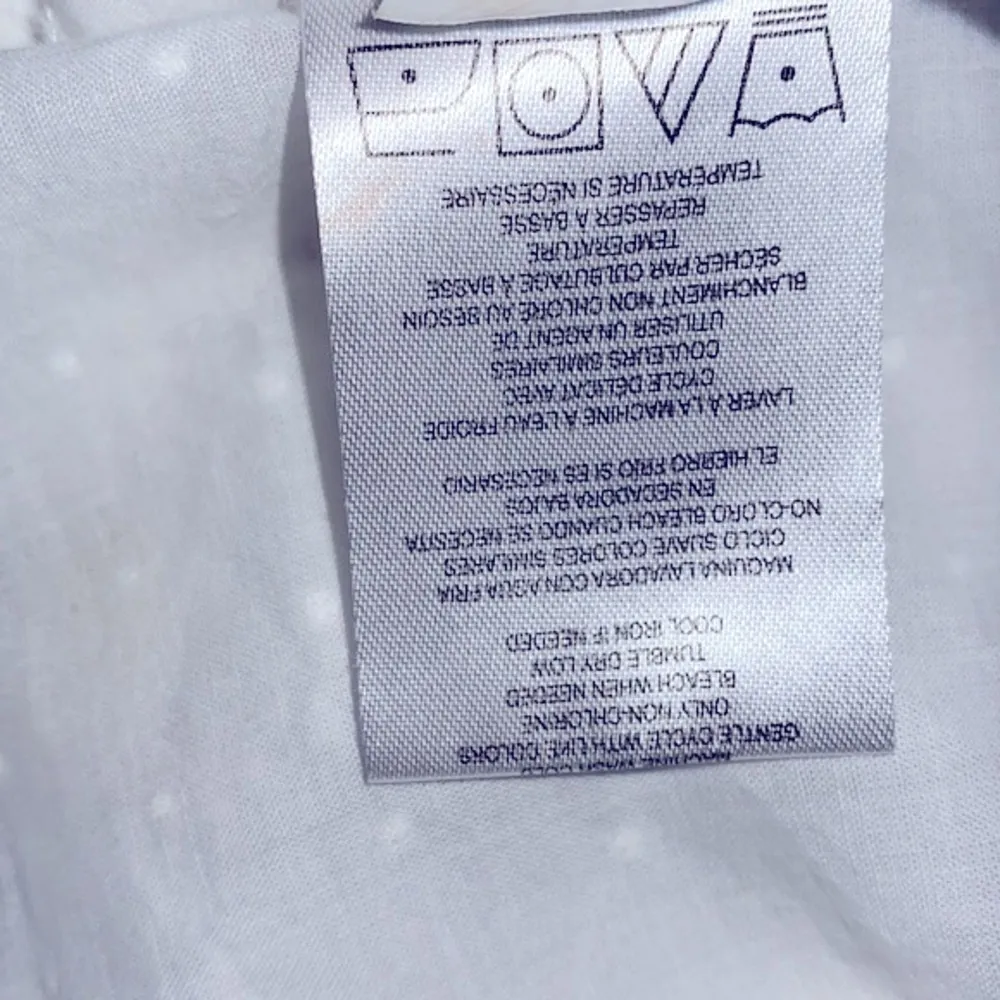 MACHINE WASH COLD
GENTLE CYCLE WITH LIKE COLORS
ONLY NON-CHLORINE
BLEACH WHEN NEEDED
TUMBLE DRY LOW
COOL IRON IF NEEDED
MAQUINA LAVADORA CON AGUA FRIA
CICLO SUAVE COLORES SIMILARES
NO-CLORO BLEACH CUANDO SE NECESITA
EN SECADORA BAJOS
EL HIERRO FRIO SI ES NECESARIO
LAVER À LA MACHINE À L'EAU FROIDE
CYCLE DÉLICAT AVEC
COULEURS SIMILAIRES
UTILISER UN AGENT DE
BLANCHIMENT NON CHLORÉ AU BESOIN
SÉCHER PAR CULBUTAGE À BASSE
TEMPÉRATURE
REPASSER À BASSE
TEMPÉRATURE SI NÉCESSAIRE